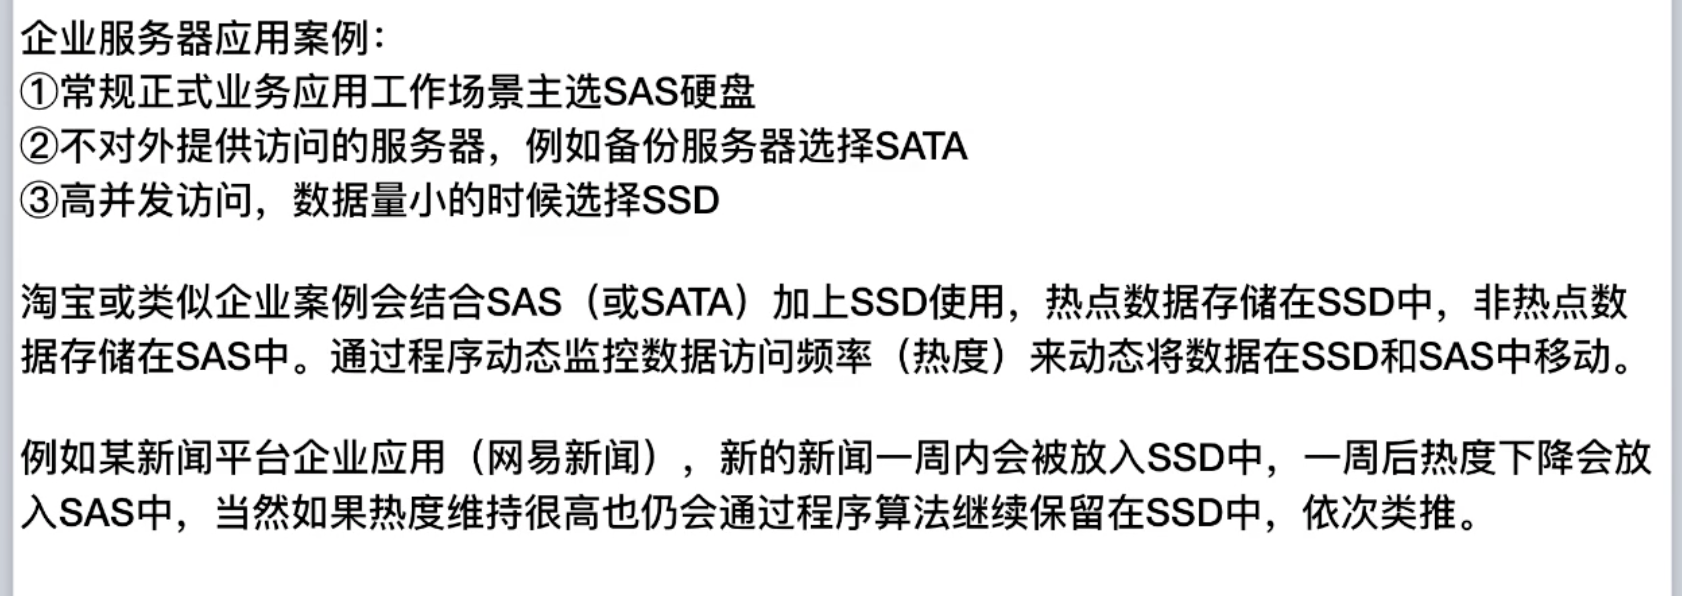 企业服务器应用案例：
①常规正式业务应用工作场景主选SAS硬盘
②不对外提供访问的服务器，例如备份服务器选择SATA
③高并发访问，数据量小的时候选择SSD
淘宝或类似企业案例会结合SAS（或SATA）加上SSD使用，热点数据存储在SSD中，非热点数
据存储在SAS中。通过程序动态监控数据访问频率（热度）来动态将数据在SSD和SAS中移动。
例如某新闻平台企业应用（网易新闻），新的新闻一周内会被放入SSD中，一周后热度下降会放
入SAS中，当然如果热度维持很高也仍会通过程序算法继续保留在SSD中，依次类推。